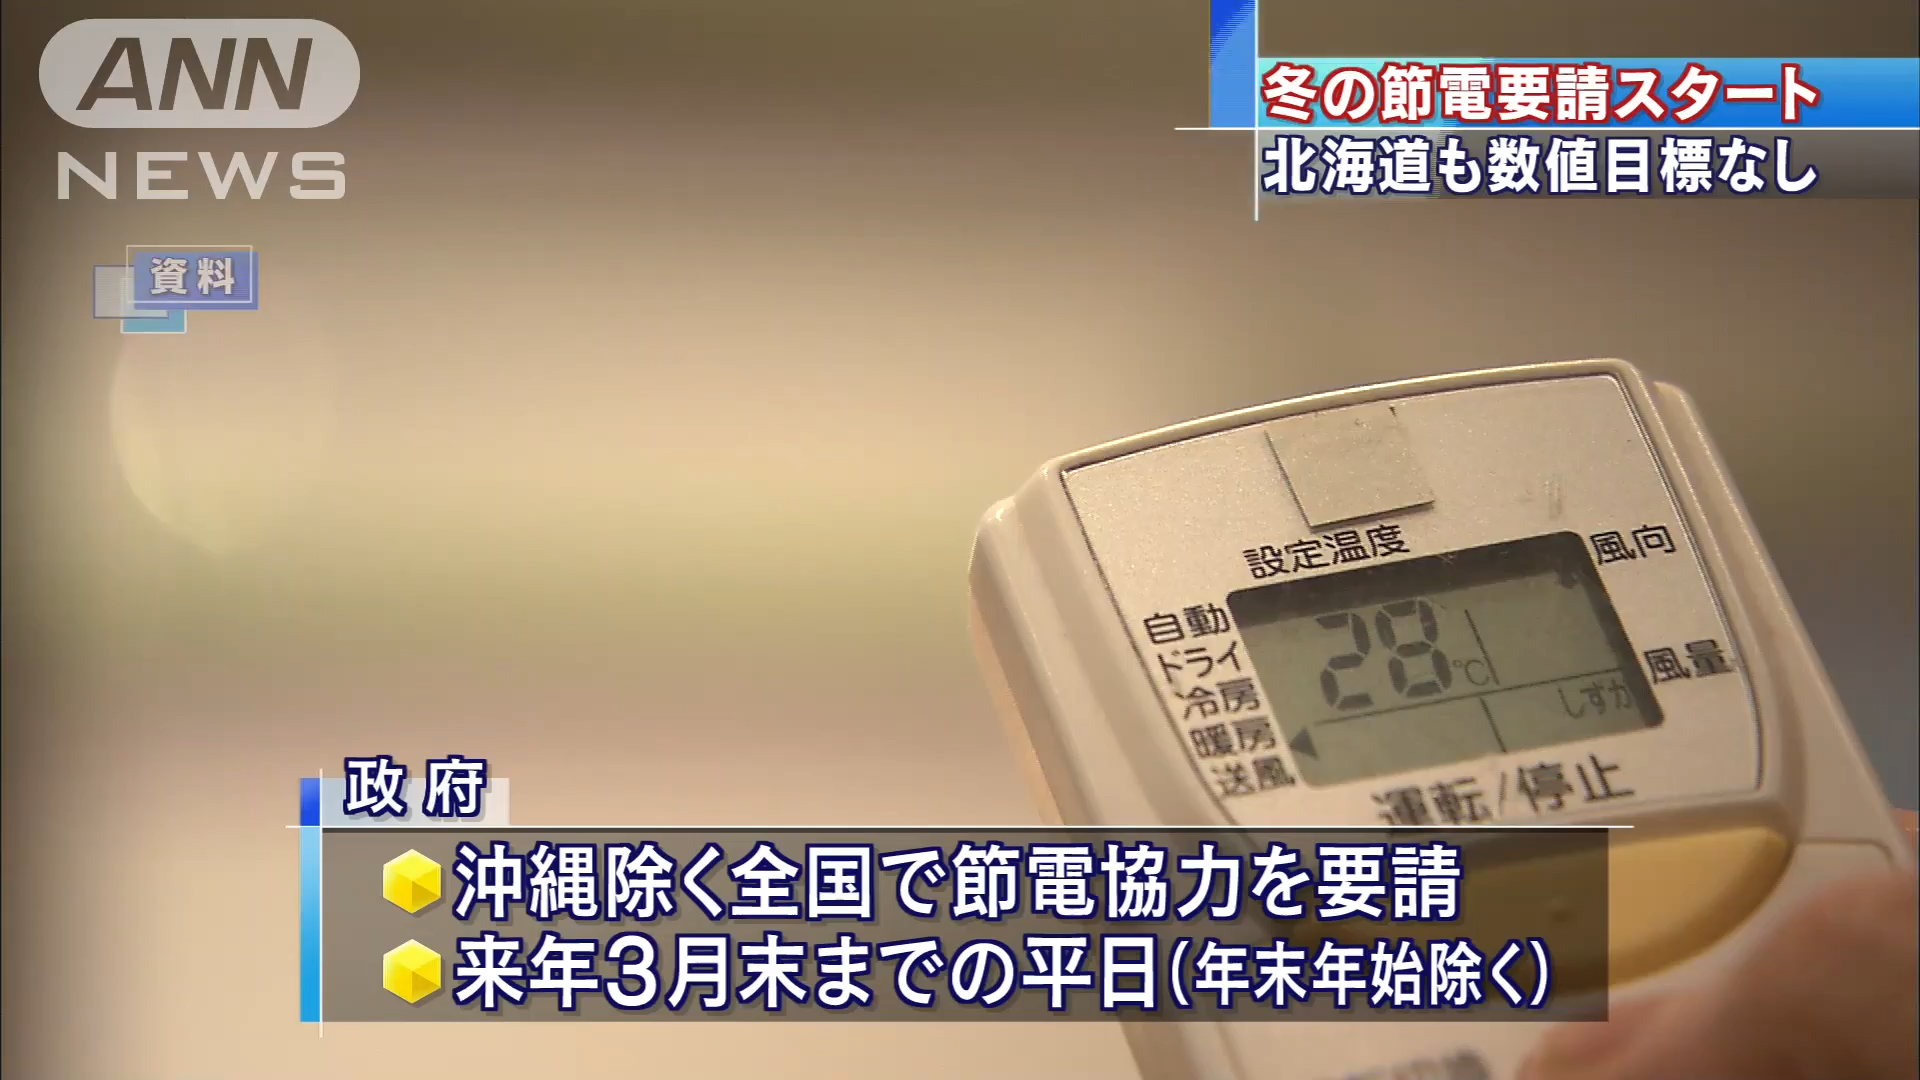 ANN
NEWS
冬の節電要請スタート
北海道も数値目標なし
資料
設定温度
風向
自動
ドライ
冷房
暖房
送風
28℃
風量
しずか
運転/停止
政府
沖縄除く全国で節電協力を要請
来年3月末までの平日(年末年始除く)